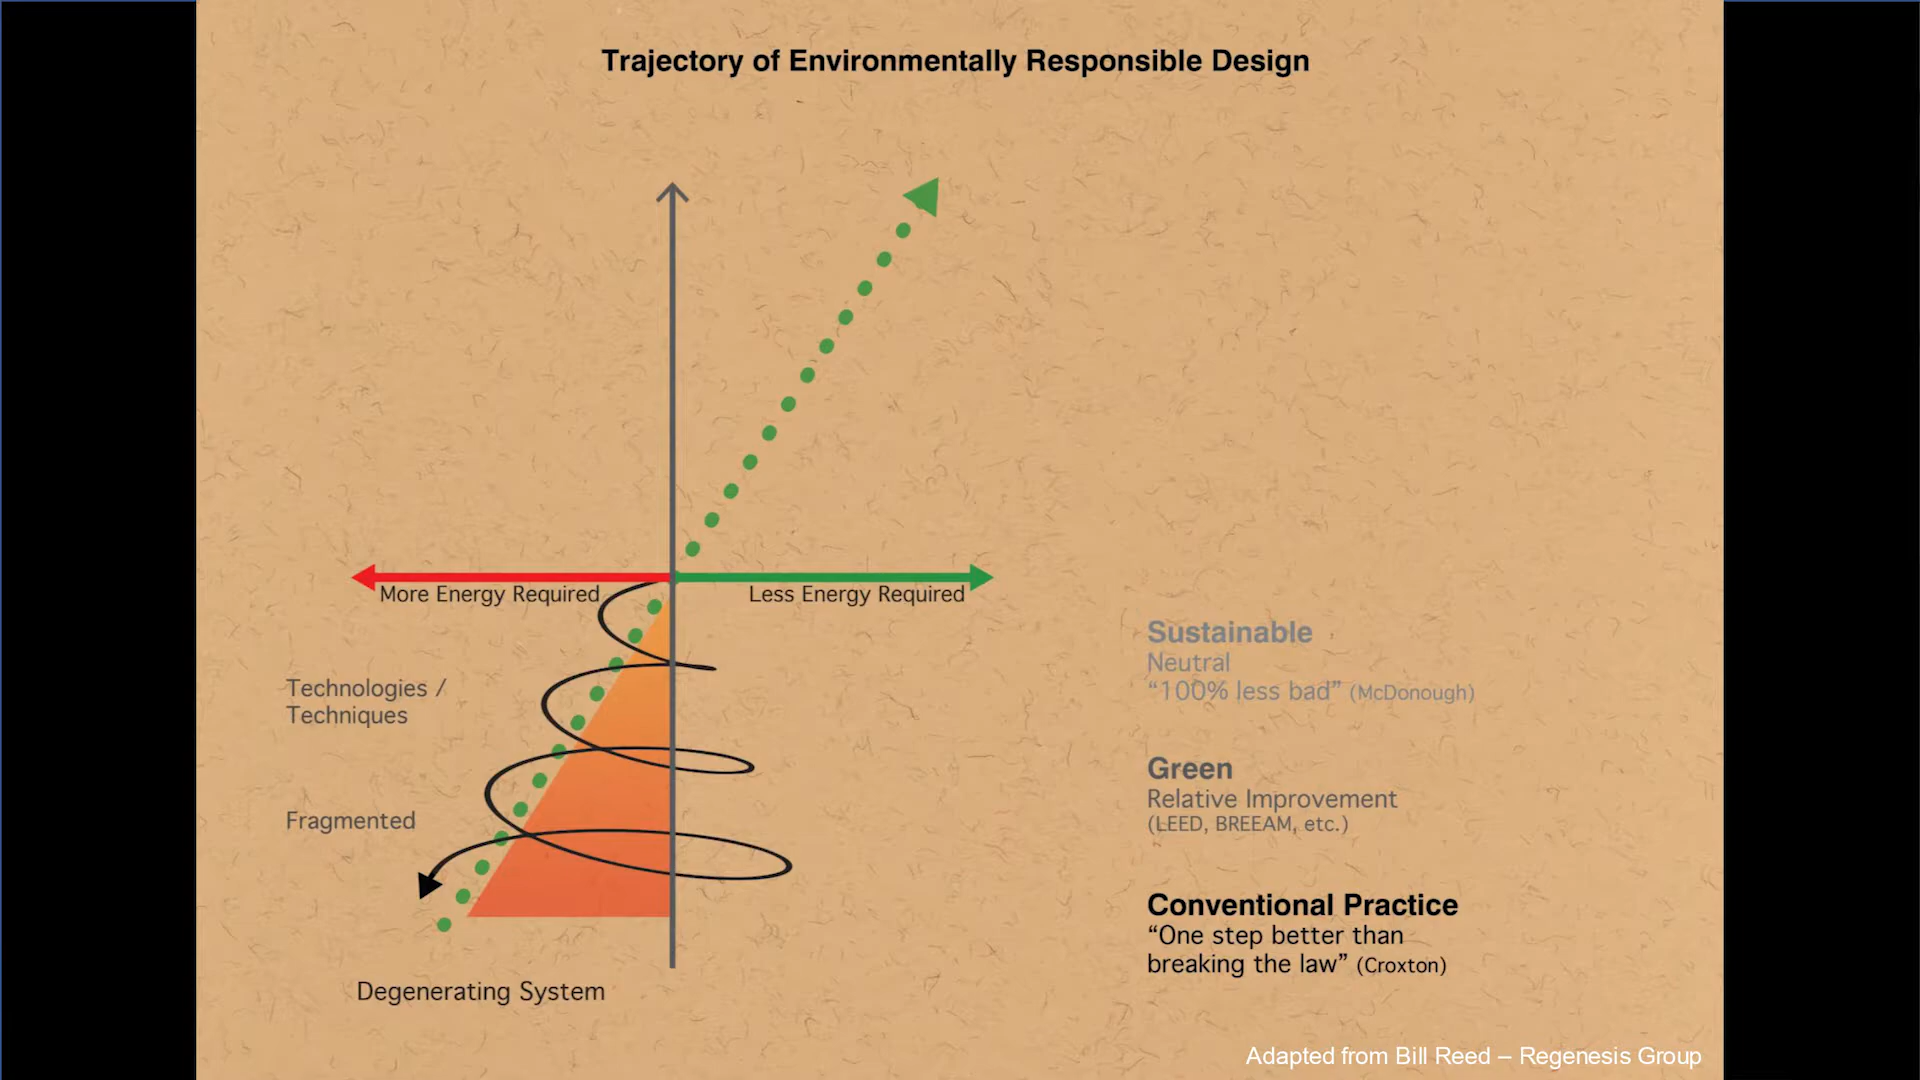 Trajectory of Environmentally Responsible Design
More Energy Required
Less Energy Required
Technologies /
Techniques
Fragmented
Degenerating System
Sustainable
Neutral
“100% less bad” (McDonough)
Green
Relative Improvement
(LEED, BREEAM, etc.)
Conventional Practice
“One step better than
breaking the law” (Croxton)
Adapted from Bill Reed – Regenesis Group